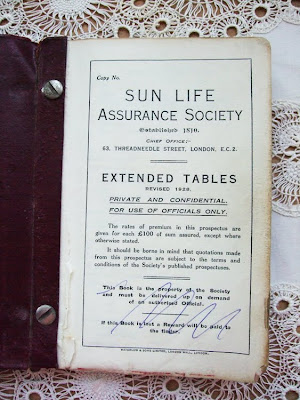 Copy No.
SUN LIFE
ASSURANCE SOCIETY
Established 1810.
CHIEF OFFICE:-
63, THREADNEEDLE STREET, LONDON, E.C.2.
EXTENDED TABLES
REVISED 1928.
PRIVATE AND CONFIDENTIAL.
FOR USE OF OFFICIALS ONLY.
The rates of premium in this prospectus are
given for each £100 of sum assured, except where
otherwise stated.
It should be borne in mind that quotations
made from this prospectus are subject to the terms
and conditions of the Society's published prospectuses.
This Book is the property of the Society
and must be delivered up on demand
of an authorised Official.
If this Book is lost a Reward will be paid to
the finder.